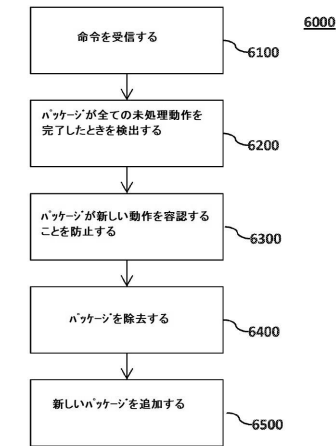 6000
命令を受信する
6100
パッケージが全ての未処理動作を
完了したときを検出する
6200
パッケージが新しい動作を容認する
ことを防止する
6300
パッケージを除去する
6400
新しいパッケージを追加する
6500